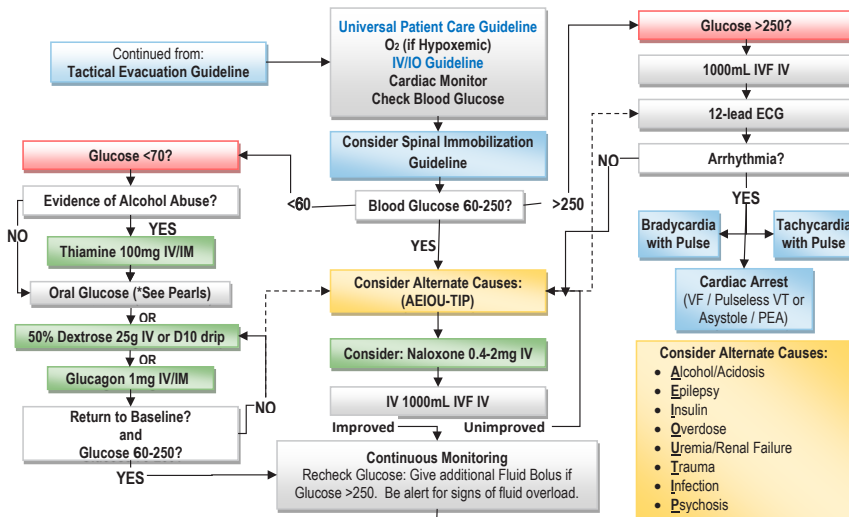 Continued from:
Tactical Evacuation Guideline
Universal Patient Care Guideline
O2 (if Hypoxemic)
IV/IO Guideline
Cardiac Monitor
Check Blood Glucose
Consider Spinal Immobilization
Guideline
Blood Glucose 60-250?
<60
>250
YES
Glucose <70?
Evidence of Alcohol Abuse?
NO
YES
Thiamine 100mg IV/IM
Oral Glucose (*See Pearls)
OR
50% Dextrose 25g IV or D10 drip
OR
Glucagon 1mg IV/IM
Return to Baseline?
and
Glucose 60-250?
NO
YES
Consider Alternate Causes:
(AEIOU-TIP)
Consider: Naloxone 0.4-2mg IV
IV 1000mL IVF IV
Improved
Unimproved
Continuous Monitoring
Recheck Glucose: Give additional Fluid Bolus if
Glucose >250. Be alert for signs of fluid overload.
Glucose >250?
1000mL IVF IV
12-lead ECG
Arrhythmia?
NO
YES
Bradycardia
with Pulse
Tachycardia
with Pulse
Cardiac Arrest
(VF / Pulseless VT or
Asystole / PEA)
Consider Alternate Causes:
• Alcohol/Acidosis
• Epilepsy
• Insulin
• Overdose
• Uremia/Renal Failure
• Trauma
• Infection
• Psychosis